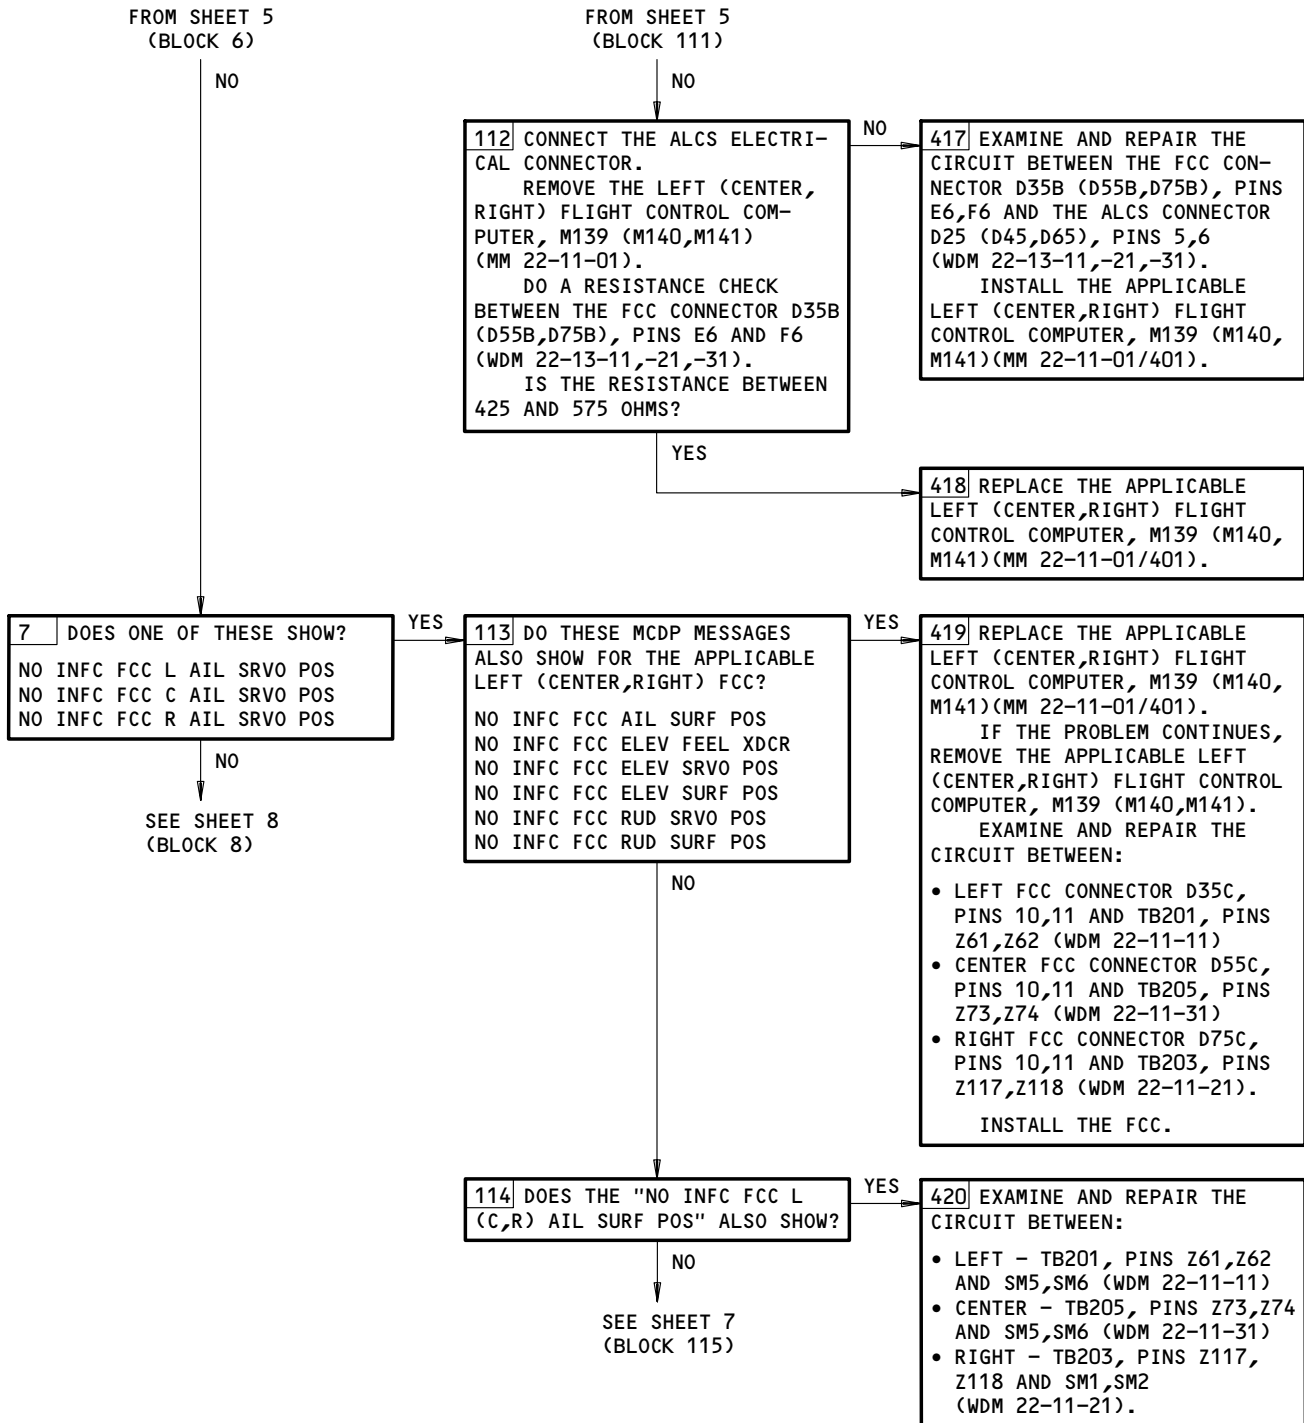 FROM SHEET 5
(BLOCK 6)
NO
FROM SHEET 5
(BLOCK 111)
NO
112 CONNECT THE ALCS ELECTRI-
CAL CONNECTOR.
REMOVE THE LEFT (CENTER,
RIGHT) FLIGHT CONTROL COM-
PUTER, M139 (M140,M141)
(MM 22-11-01).
DO A RESISTANCE CHECK
BETWEEN THE FCC CONNECTOR D35B
(D55B,D75B), PINS E6 AND F6
(WDM 22-13-11,-21,-31).
IS THE RESISTANCE BETWEEN
425 AND 575 OHMS?
NO
417 EXAMINE AND REPAIR THE
CIRCUIT BETWEEN THE FCC CON-
NECTOR D35B (D55B,D75B), PINS
E6,F6 AND THE ALCS CONNECTOR
D25 (D45,D65), PINS 5,6
(WDM 22-13-11,-21,-31).
INSTALL THE APPLICABLE
LEFT (CENTER,RIGHT) FLIGHT
CONTROL COMPUTER, M139 (M140,
M141)(MM 22-11-01/401).
YES
418 REPLACE THE APPLICABLE
LEFT (CENTER,RIGHT) FLIGHT
CONTROL COMPUTER, M139 (M140,
M141)(MM 22-11-01/401).
7 DOES ONE OF THESE SHOW?
NO INFC FCC L AIL SRVO POS
NO INFC FCC C AIL SRVO POS
NO INFC FCC R AIL SRVO POS
YES
NO
SEE SHEET 8
(BLOCK 8)
113 DO THESE MCDP MESSAGES
ALSO SHOW FOR THE APPLICABLE
LEFT (CENTER,RIGHT) FCC?
NO INFC FCC AIL SURF POS
NO INFC FCC ELEV FEEL XDCR
NO INFC FCC ELEV SRVO POS
NO INFC FCC ELEV SURF POS
NO INFC FCC RUD SRVO POS
NO INFC FCC RUD SURF POS
YES
NO
419 REPLACE THE APPLICABLE
LEFT (CENTER,RIGHT) FLIGHT
CONTROL COMPUTER, M139 (M140,
M141)(MM 22-11-01/401).
IF THE PROBLEM CONTINUES,
REMOVE THE APPLICABLE LEFT
(CENTER,RIGHT) FLIGHT CONTROL
COMPUTER, M139 (M140,M141).
EXAMINE AND REPAIR THE
CIRCUIT BETWEEN:
• LEFT FCC CONNECTOR D35C,
PINS 10,11 AND TB201, PINS
Z61,Z62 (WDM 22-11-11)
• CENTER FCC CONNECTOR D55C,
PINS 10,11 AND TB205, PINS
Z73,Z74 (WDM 22-11-31)
• RIGHT FCC CONNECTOR D75C,
PINS 10,11 AND TB203, PINS
Z117,Z118 (WDM 22-11-21).
INSTALL THE FCC.
114 DOES THE "NO INFC FCC L
(C,R) AIL SURF POS" ALSO SHOW?
YES
NO
SEE SHEET 7
(BLOCK 115)
420 EXAMINE AND REPAIR THE
CIRCUIT BETWEEN:
• LEFT - TB201, PINS Z61,Z62
AND SM5,SM6 (WDM 22-11-11)
• CENTER - TB205, PINS Z73,Z74
AND SM5,SM6 (WDM 22-11-31)
• RIGHT - TB203, PINS Z117,
Z118 AND SM1,SM2
(WDM 22-11-21).